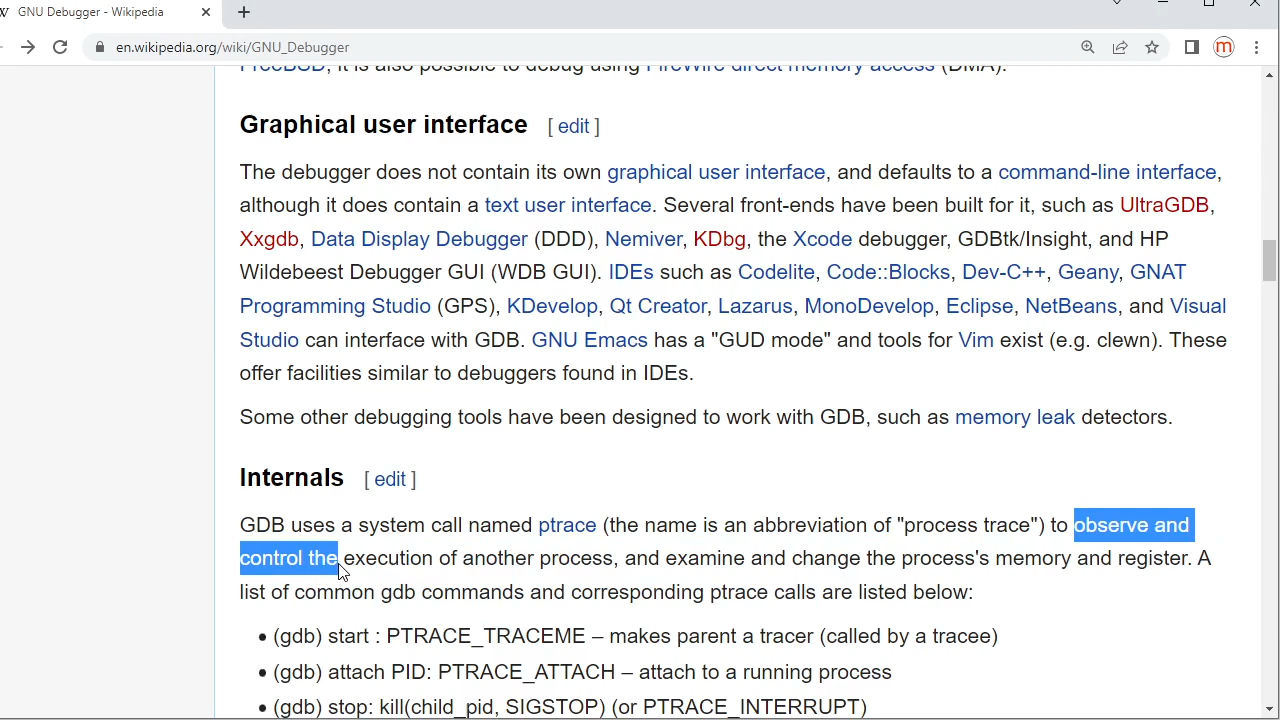 GNU Debugger - Wikipedia
en.wikipedia.org/wiki/GNU_Debugger
m
FreeBSD, it is also possible to debug using FireWire direct memory access (DMA).
Graphical user interface [ edit ]
The debugger does not contain its own graphical user interface, and defaults to a command-line interface,
although it does contain a text user interface. Several front-ends have been built for it, such as UltraGDB,
Xxgdb, Data Display Debugger (DDD), Nemiver, KDbg, the Xcode debugger, GDBtk/Insight, and HP
Wildebeest Debugger GUI (WDB GUI). IDEs such as Codelite, Code::Blocks, Dev-C++, Geany, GNAT
Programming Studio (GPS), KDevelop, Qt Creator, Lazarus, MonoDevelop, Eclipse, NetBeans, and Visual
Studio can interface with GDB. GNU Emacs has a "GUD mode" and tools for Vim exist (e.g. clewn). These
offer facilities similar to debuggers found in IDEs.
Some other debugging tools have been designed to work with GDB, such as memory leak detectors.
Internals [ edit ]
GDB uses a system call named ptrace (the name is an abbreviation of "process trace") to observe and
control the execution of another process, and examine and change the process's memory and register. A
list of common gdb commands and corresponding ptrace calls are listed below:
• (gdb) start : PTRACE_TRACEME – makes parent a tracer (called by a tracee)
• (gdb) attach PID: PTRACE_ATTACH – attach to a running process
• (gdb) stop: kill(child_pid, SIGSTOP) (or PTRACE_INTERRUPT)